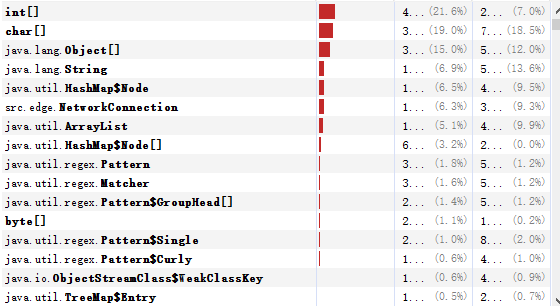 int[] 4... (21.6%) 2... (7.0%)
char[] 3... (19.0%) 7... (18.5%)
java.lang.Object[] 3... (15.0%) 5... (12.0%)
java.lang.String 1... (6.9%) 5... (13.6%)
java.util.HashMap$Node 1... (6.5%) 4... (9.5%)
src.edge.NetworkConnection 1... (6.3%) 3... (9.3%)
java.util.ArrayList 1... (5.1%) 4... (9.9%)
java.util.HashMap$Node[] 6... (3.2%) 2... (0.0%)
java.util.regex.Pattern 3... (1.8%) 5... (1.2%)
java.util.regex.Matcher 3... (1.6%) 5... (1.2%)
java.util.regex.Pattern$GroupHead[] 2... (1.4%) 5... (1.2%)
byte[] 2... (1.1%) 1... (0.2%)
java.util.regex.Pattern$Single 2... (1.0%) 8... (2.0%)
java.util.regex.Pattern$Curly 1... (0.6%) 4... (1.0%)
java.io.ObjectStreamClass$WeakClassKey 1... (0.6%) 4... (0.9%)
java.util.TreeMap$Entry 1... (0.5%) 2... (0.7%)